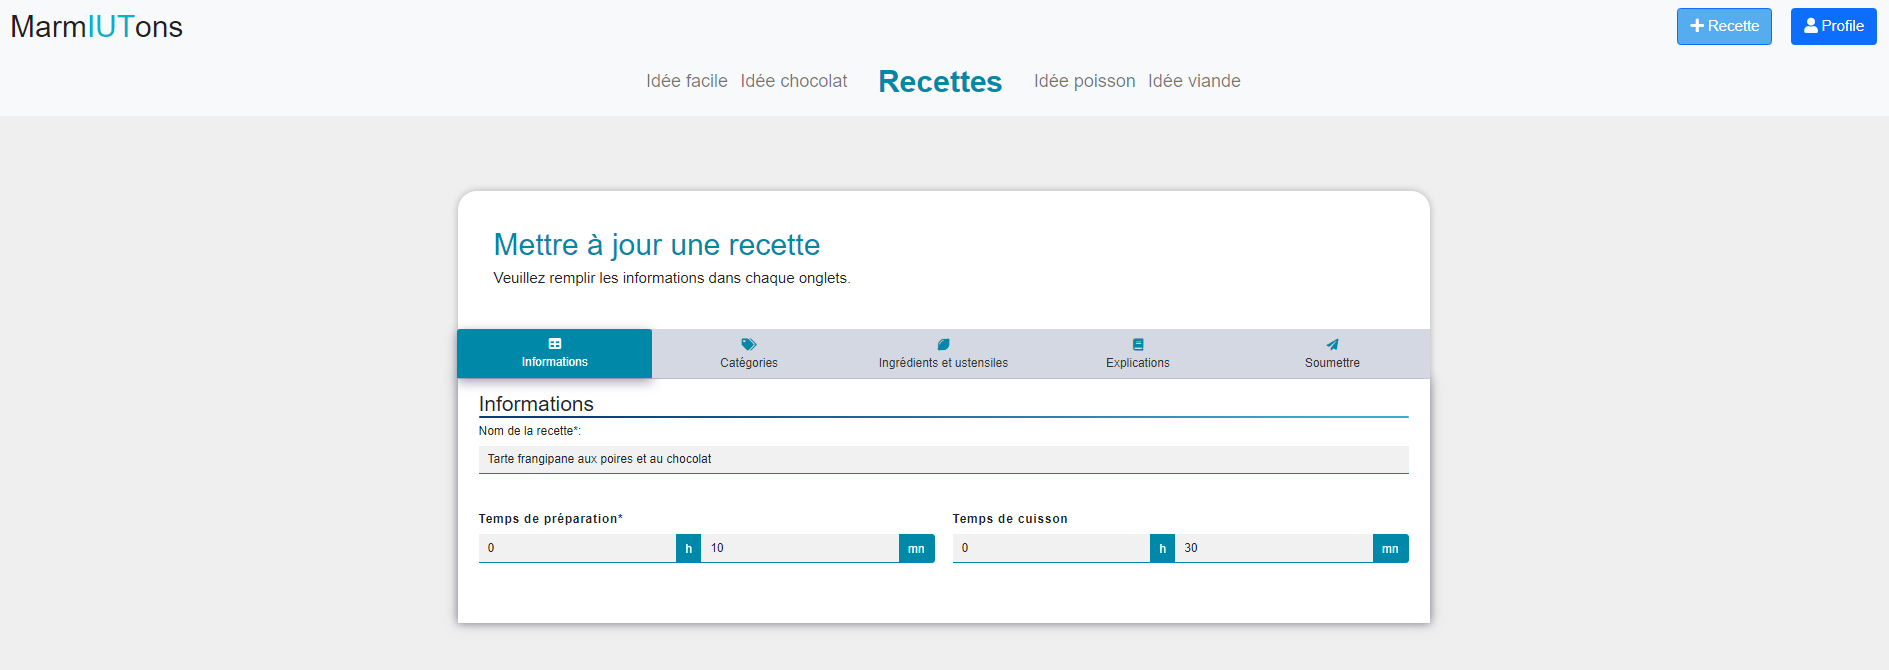 MarmIUTons
Recette
Profile
Idée facile Idée chocolat Recettes Idée poisson Idée viande
Mettre à jour une recette
Veuillez remplir les informations dans chaque onglets.
Informations
Catégories
Ingrédients et ustensiles
Explications
Soumettre
Informations
Nom de la recette*:
Tarte frangipane aux poires et au chocolat
Temps de préparation*
0 h 10 mn
Temps de cuisson
0 h 30 mn